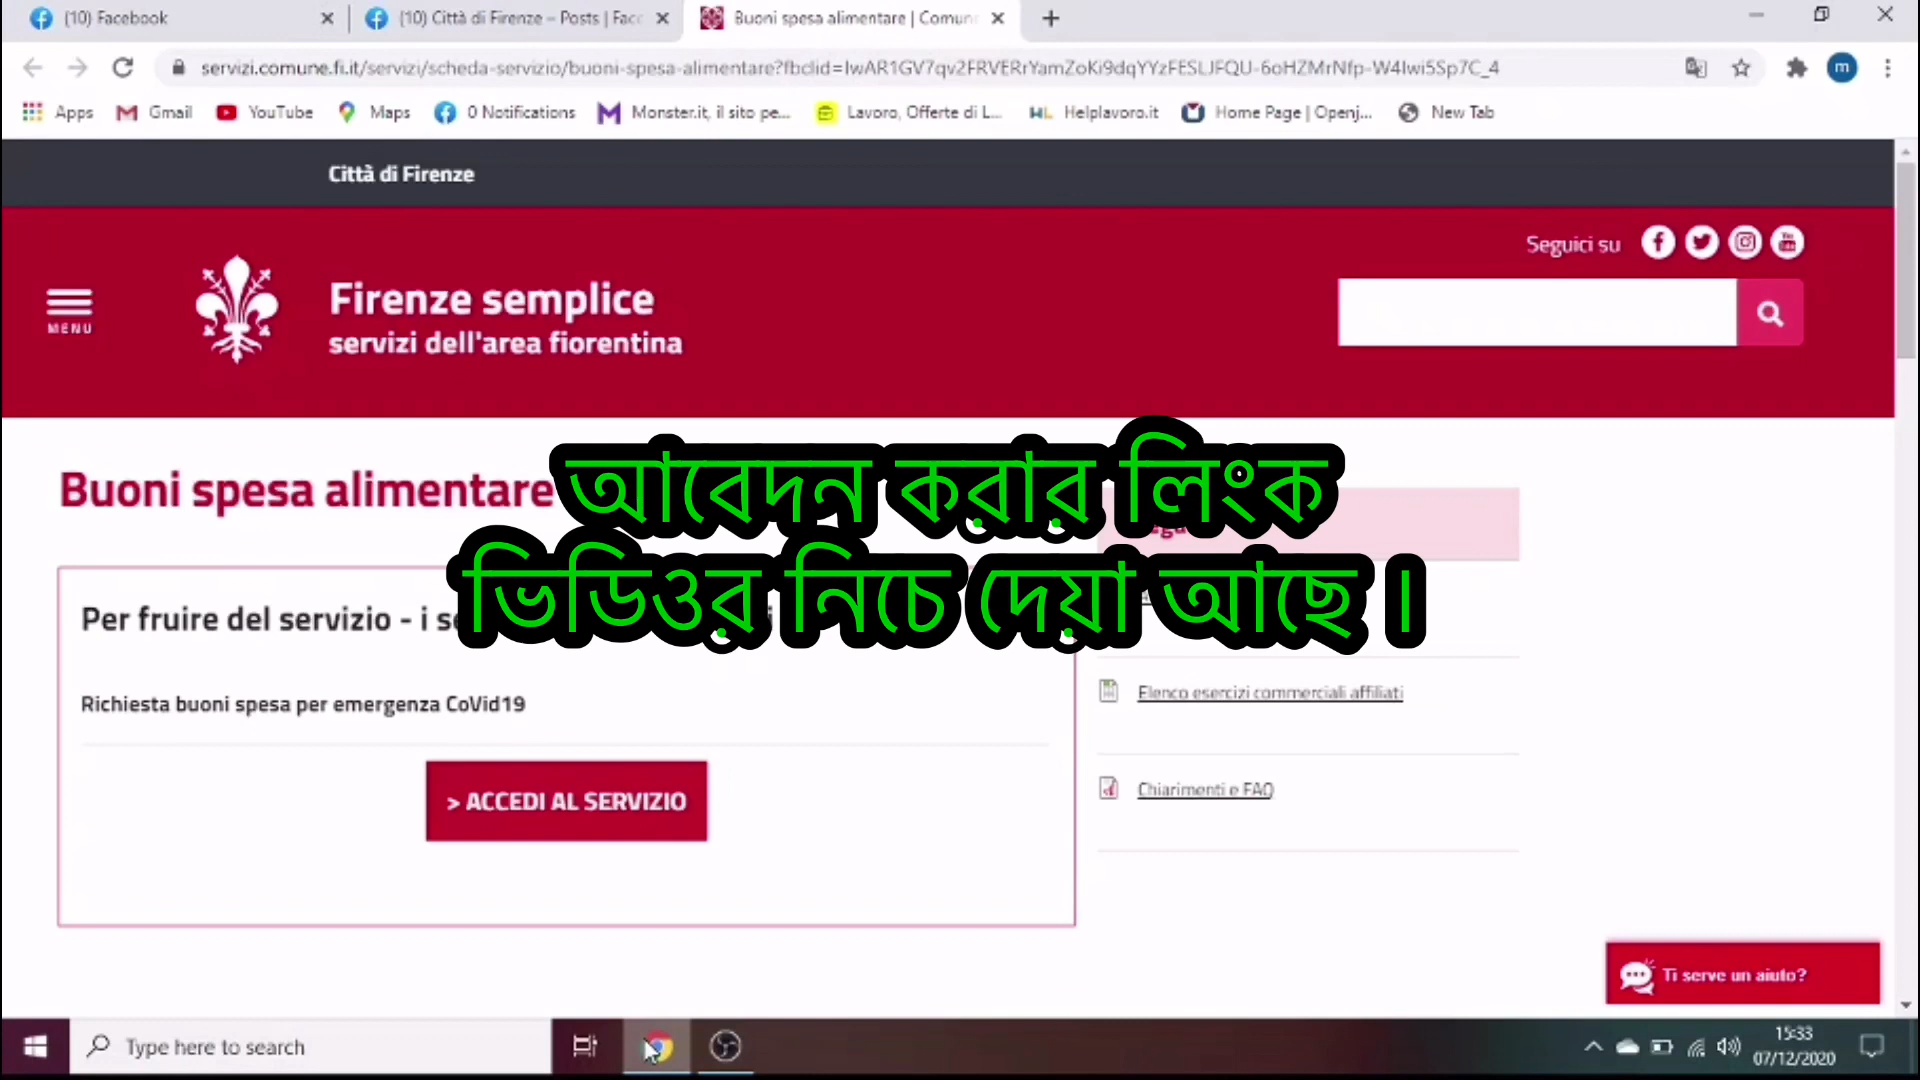 (10) Facebook
(10) Città di Firenze – Posts | Fac
Buoni spesa alimentare | Comun
servizi.comune.fi.it/servizi/scheda-servizio/buoni-spesa-alimentare?fbclid=IwAR1GV7qv2FRVERrYamZoKi9dqYYzFESLJFQU-6oHZMrNfp-W4Iwi5Sp7C_4
m
Apps
Gmail
YouTube
Maps
0 Notifications
Monster.it, il sito pe...
Lavoro, Offerte di L...
Helplavoro.it
Home Page | Openj...
New Tab
Città di Firenze
Seguici su
MENU
Firenze semplice
servizi dell'area fiorentina
Buoni spesa alimentare
আবেদন করার লিংক
ভিডিওর নিচে দেয়া আছে।
Per fruire del servizio - i
Richiesta buoni spesa per emergenza CoVid19
> ACCEDI AL SERVIZIO
Elenco esercizi commerciali affiliati
Chiarimenti e FAQ
Ti serve un aiuto?
Type here to search
15:33
07/12/2020